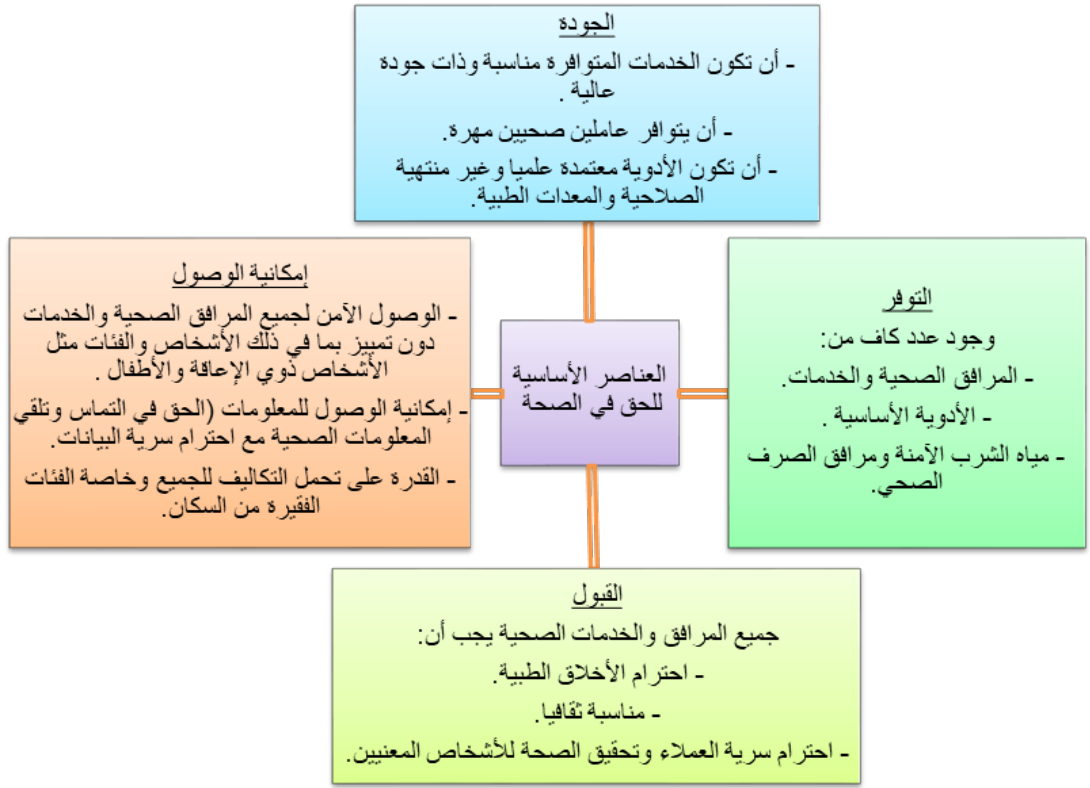 الجودة
- أن تكون الخدمات المتوافرة مناسبة وذات جودة
عالية .
- أن يتوافر عاملين صحيين مهرة.
- أن تكون الأدوية معتمدة علميا وغير منتهية
الصلاحية والمعدات الطبية.
التوفر
وجود عدد كاف من:
- المرافق الصحية والخدمات.
- الأدوية الأساسية .
- مياه الشرب الآمنة ومرافق الصرف
الصحي.
العناصر الأساسية
للحق في الصحة
إمكانية الوصول
- الوصول الآمن لجميع المرافق الصحية والخدمات
دون تمييز بما في ذلك الأشخاص والفئات مثل
الأشخاص ذوي الإعاقة والأطفال .
- إمكانية الوصول للمعلومات (الحق في التماس وتلقي
المعلومات الصحية مع احترام سرية البيانات.
- القدرة على تحمل التكاليف للجميع وخاصة الفئات
الفقيرة من السكان.
القبول
جميع المرافق والخدمات الصحية يجب أن:
- احترام الأخلاق الطبية.
- مناسبة ثقافيا.
- احترام سرية العملاء وتحقيق الصحة للأشخاص المعنيين.